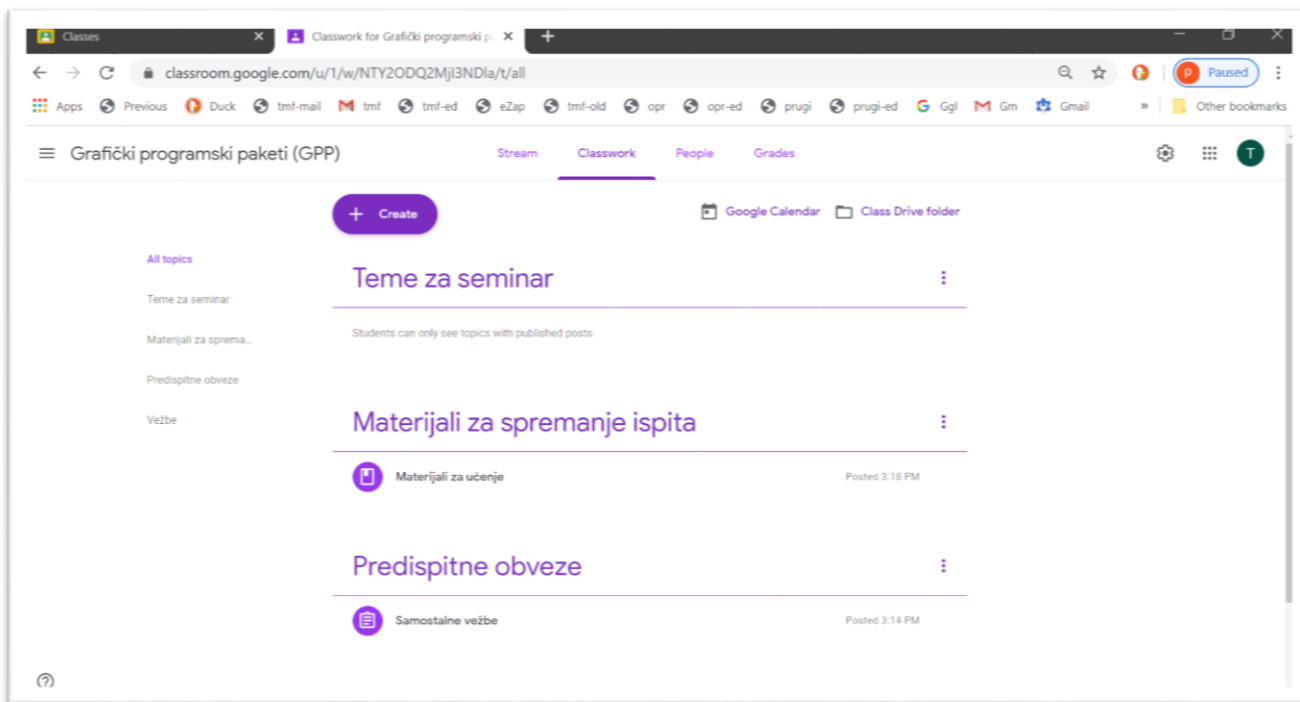 Classes
Classwork for Grafički programski p
classroom.google.com/u/1/w/NTY2ODQ2MjI3NDla/t/all
P Paused
Apps Previous Duck tmf-mail tmf tmf-ed eZap tmf-old opr opr-ed prugi prugi-ed Ggl Gm Gmail » Other bookmarks
Grafički programski paketi (GPP) Stream Classwork People Grades T
+ Create Google Calendar Class Drive folder
All topics
Teme za seminar
Materijali za sprema...
Predispitne obveze
Vežbe
Teme za seminar
Students can only see topics with published posts
Materijali za spremanje ispita
Materijali za učenje Posted 3:18 PM
Predispitne obveze
Samostalne vežbe Posted 3:14 PM